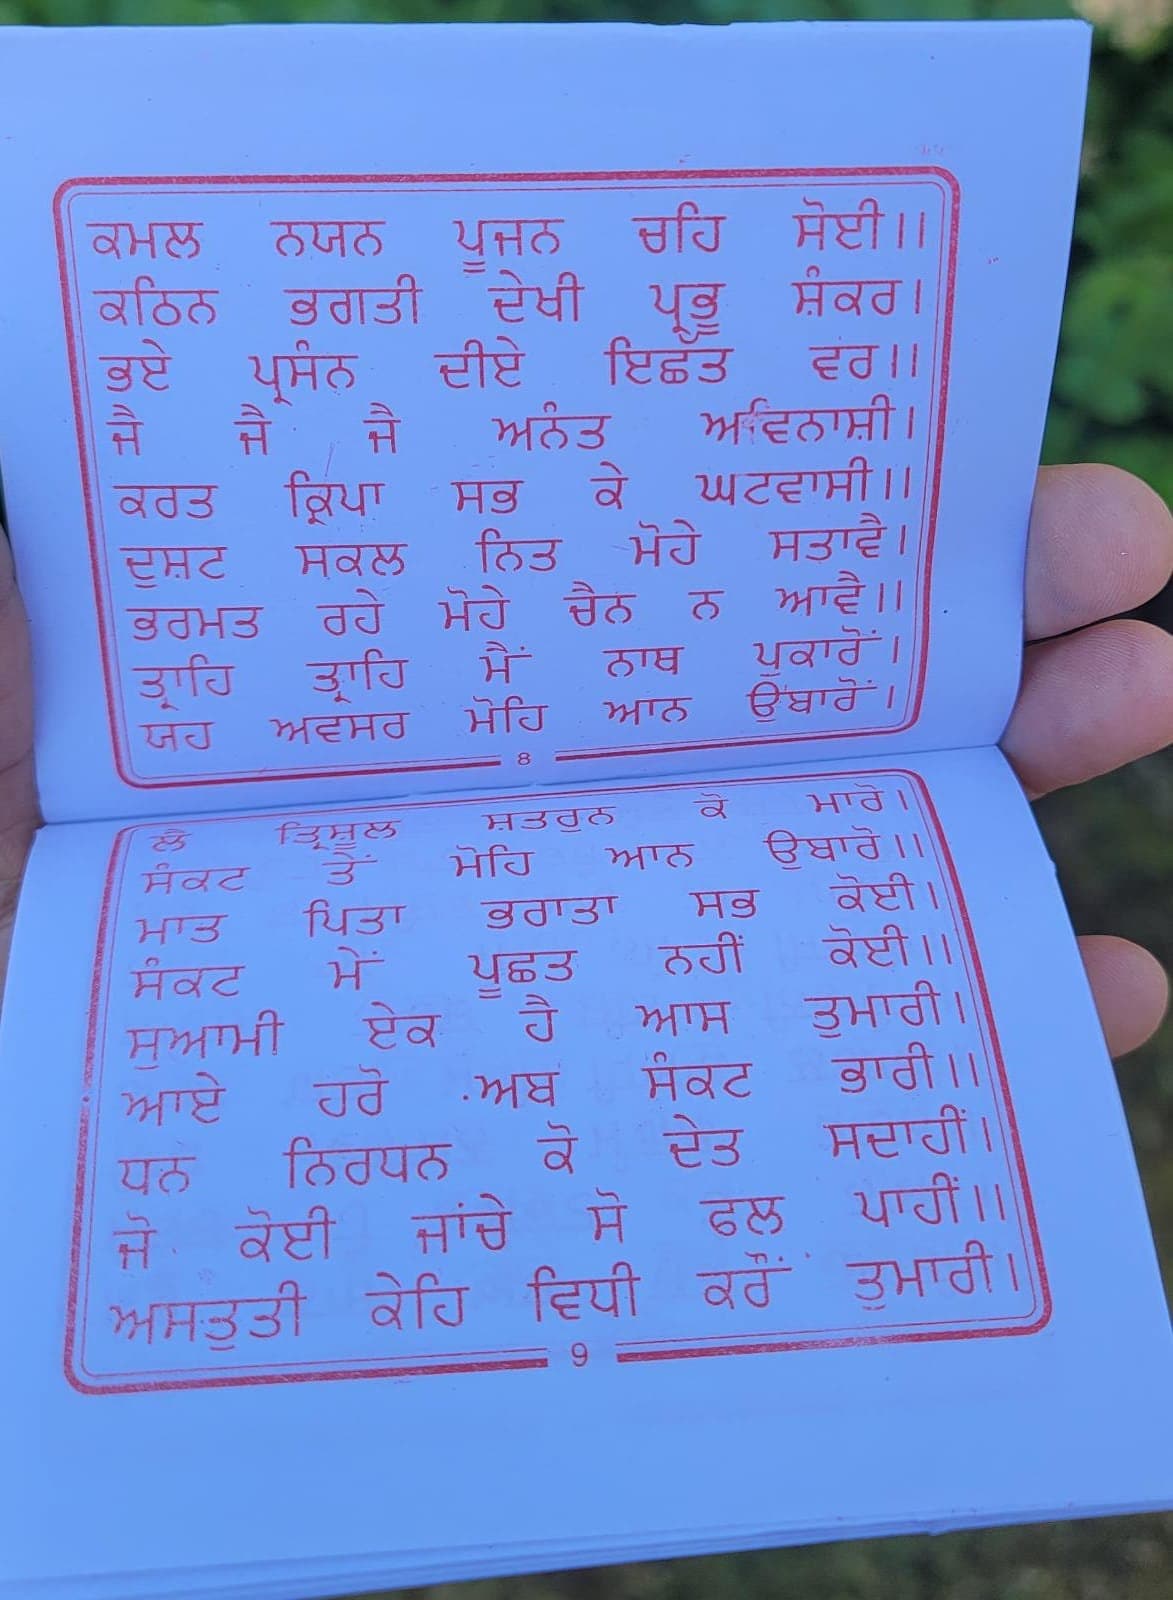 ਕਮਲ ਨਯਨ ਪੂਜਨ ਚਹਿ ਸੋਈ।।
ਕਠਿਨ ਭਗਤੀ ਦੇਖੀ ਪ੍ਰਭੂ ਸ਼ੰਕਰ।
ਭਏ ਪ੍ਰਸੰਨ ਦੀਏ ਇਛੱਤ ਵਰ।।
ਜੈ ਜੈ ਜੈ ਅਨੰਤ ਅਵਿਨਾਸ਼ੀ।
ਕਰਤ ਕ੍ਰਿਪਾ ਸਭ ਕੇ ਘਟਵਾਸੀ।।
ਦੁਸ਼ਟ ਸਕਲ ਨਿਤ ਮੋਹੇ ਸਤਾਵੈ।
ਭਰਮਤ ਰਹੇ ਮੋਹੇ ਚੈਨ ਨ ਆਵੈ।।
ਤ੍ਰਾਹਿ ਤ੍ਰਾਹਿ ਮੈਂ ਨਾਥ ਪੁਕਾਰੋਂ।
ਯਹ ਅਵਸਰ ਮੋਹਿ ਆਨ ਉਬਾਰੋਂ।
8
ਲੈ ਤ੍ਰਿਸ਼ੂਲ ਸ਼ਤਰੁਨ ਕੋ ਮਾਰੋ।
ਸੰਕਟ ਤੇਂ ਮੋਹਿ ਆਨ ਉਬਾਰੋ।।
ਮਾਤ ਪਿਤਾ ਭਰਾਤਾ ਸਭ ਕੋਈ।
ਸੰਕਟ ਮੇਂ ਪੂਛਤ ਨਹੀਂ ਕੋਈ।।
ਸੁਆਮੀ ਏਕ ਹੈ ਆਸ ਤੁਮਾਰੀ।
ਆਏ ਹਰੋ ਅਬ ਸੰਕਟ ਭਾਰੀ।।
ਧਨ ਨਿਰਧਨ ਕੋ ਦੇਤ ਸਦਾਹੀਂ।
ਜੋ ਕੋਈ ਜਾਂਚੇ ਸੋ ਫਲ ਪਾਹੀਂ।।
ਅਸਤੁਤੀ ਕੇਹਿ ਵਿਧੀ ਕਰੌਂ ਤੁਮਾਰੀ।
9